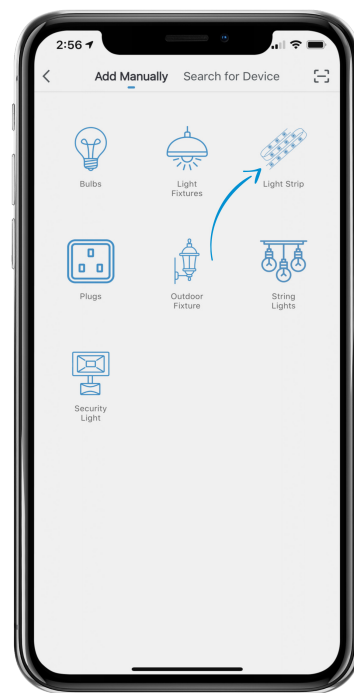 2:56
Add Manually Search for Device
Bulbs
Light
Fixtures
Light Strip
Plugs
Outdoor
Fixture
String
Lights
Security
Light